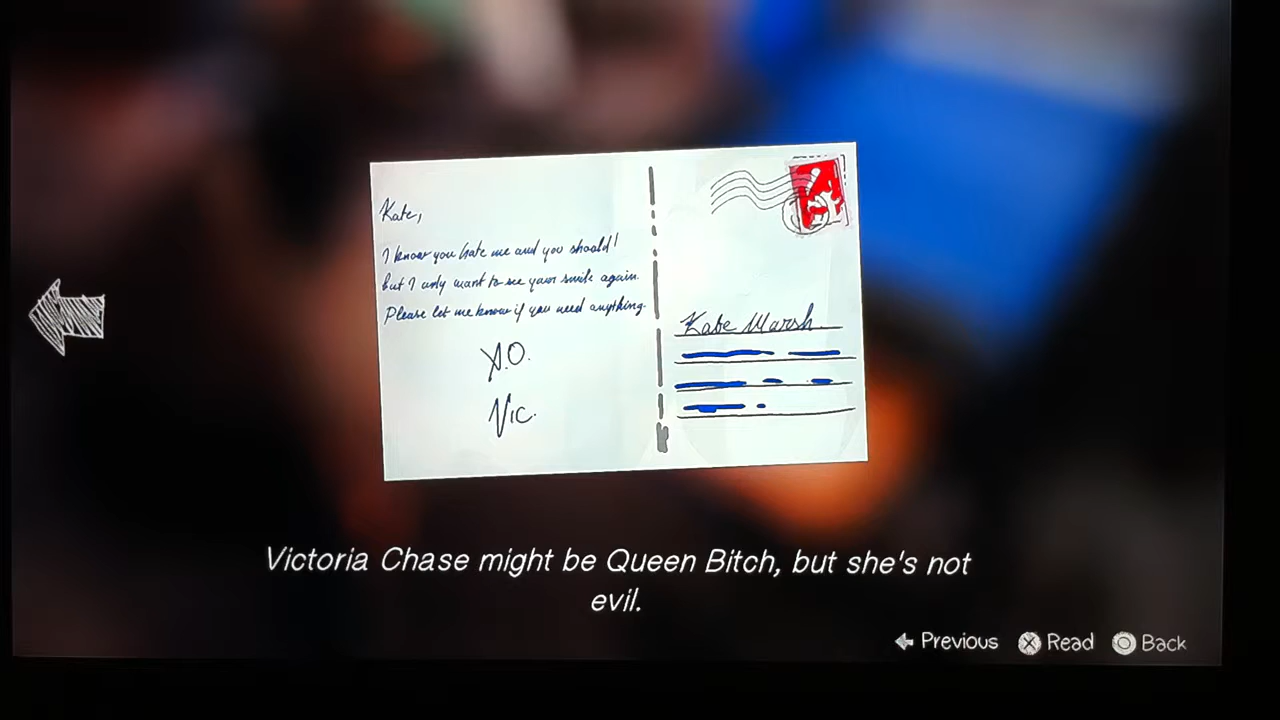 Kate,
I know you hate me and you should!
but I only want to see your smile again.
Please let me know if you need anything.
X.O.
Vic.
Kate Marsh
Victoria Chase might be Queen Bitch, but she's not
evil.
Previous
Read
Back